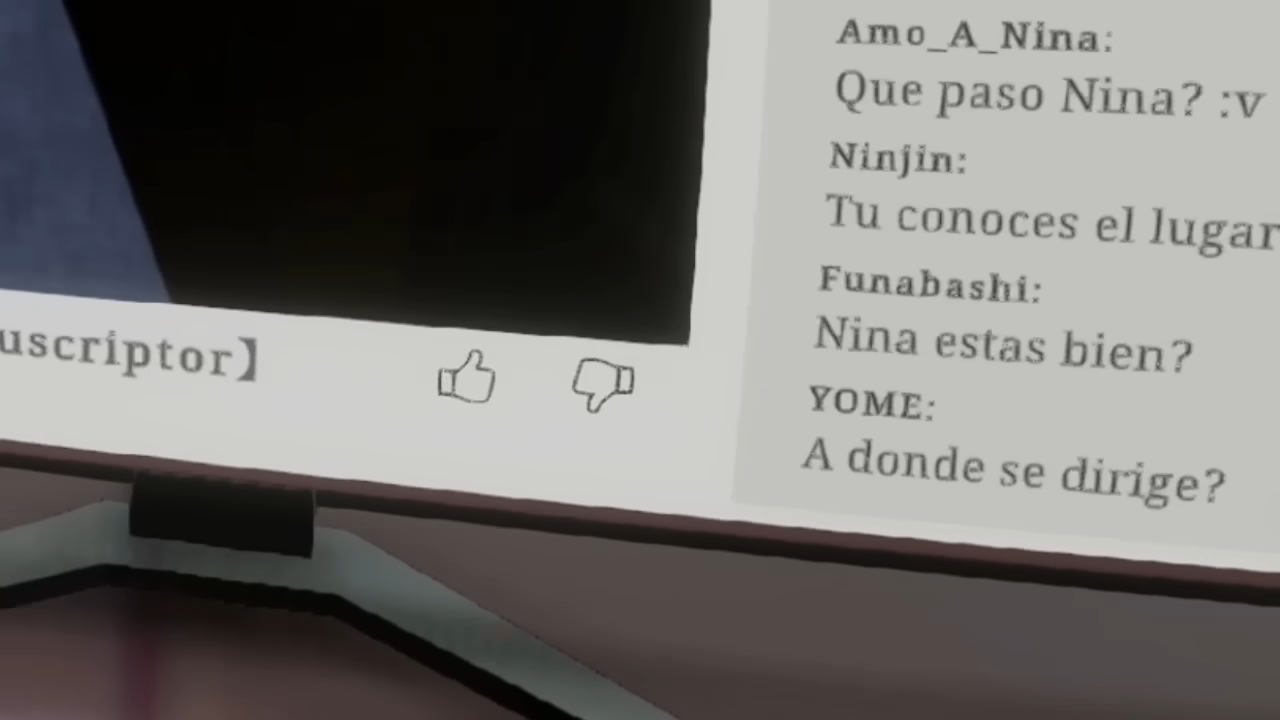 uscriptor】
Amo_A_Nina:
Que paso Nina? :v
Ninjin:
Tu conoces el lugar
Funabashi:
Nina estas bien?
YOME:
A donde se dirige?